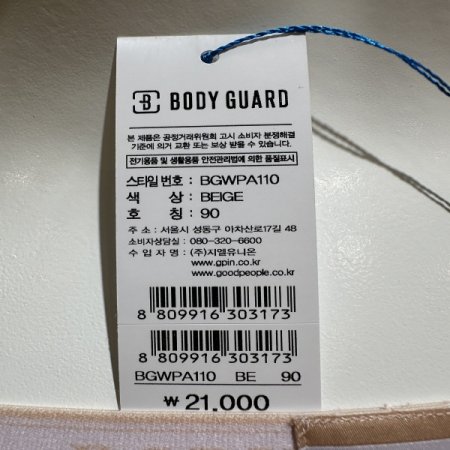 B BODY GUARD
본 제품은 공정거래위원회 고시 소비자 분쟁해결
기준에 의거 교환 또는 보상 받을 수 있습니다.
전기용품 및 생활용품 안전관리법에 의한 품질표시
스타일 번호 : BGWPA110
색 상 : BEIGE
호 칭 : 90
주 소 : 서울시 성동구 아차산로17길 48
소비자상담실 : 080-320-6600
수 입 자 명 : (주)지엘유니온
www.gpin.co.kr
www.goodpeople.co.kr
8 809916 303173
8 809916 303173
BGWPA110 BE 90
₩ 21,000